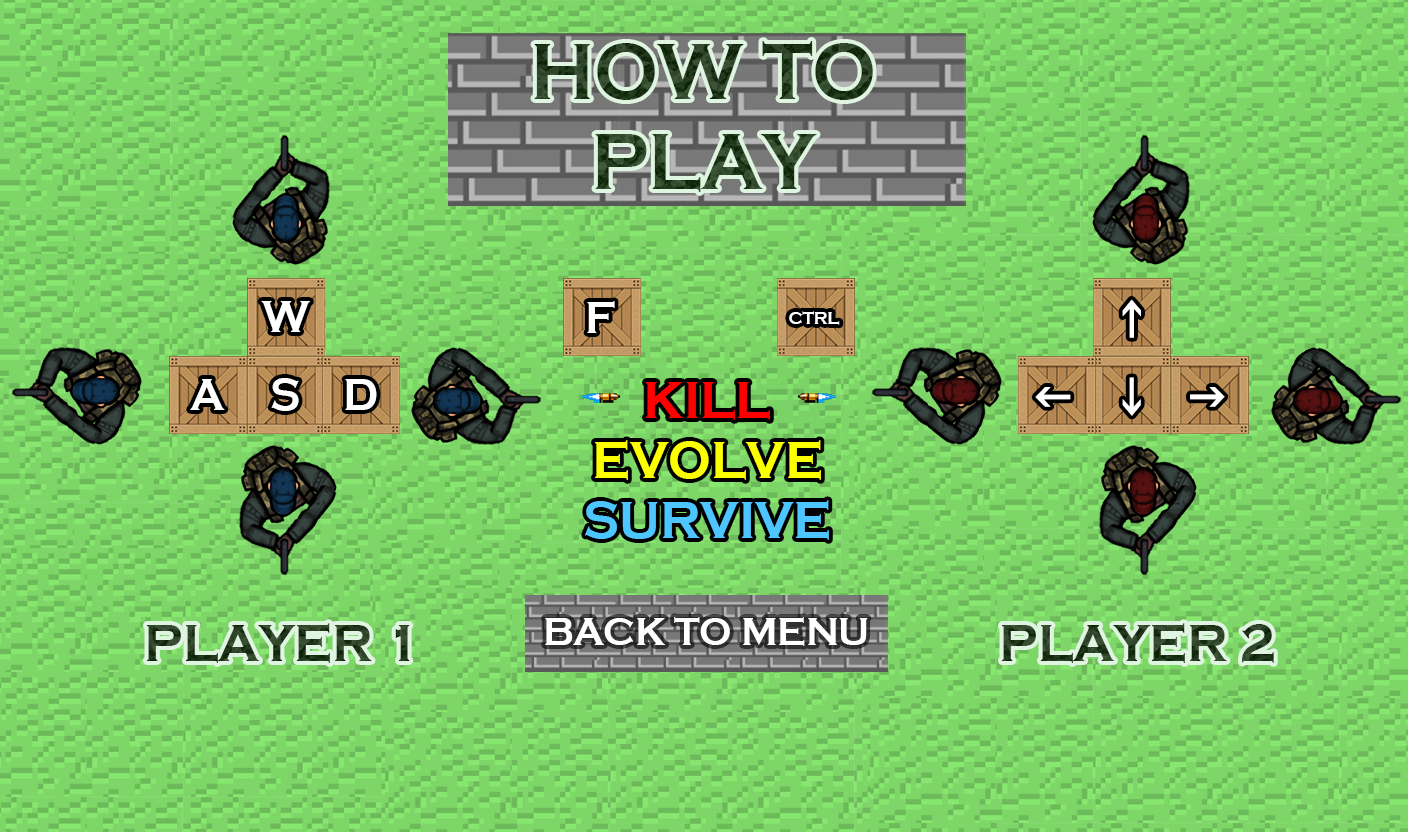 HOW TO
PLAY
W
F
CTRL
↑
A S D
← ↓ →
KILL
EVOLVE
SURVIVE
PLAYER 1
BACK TO MENU
PLAYER 2